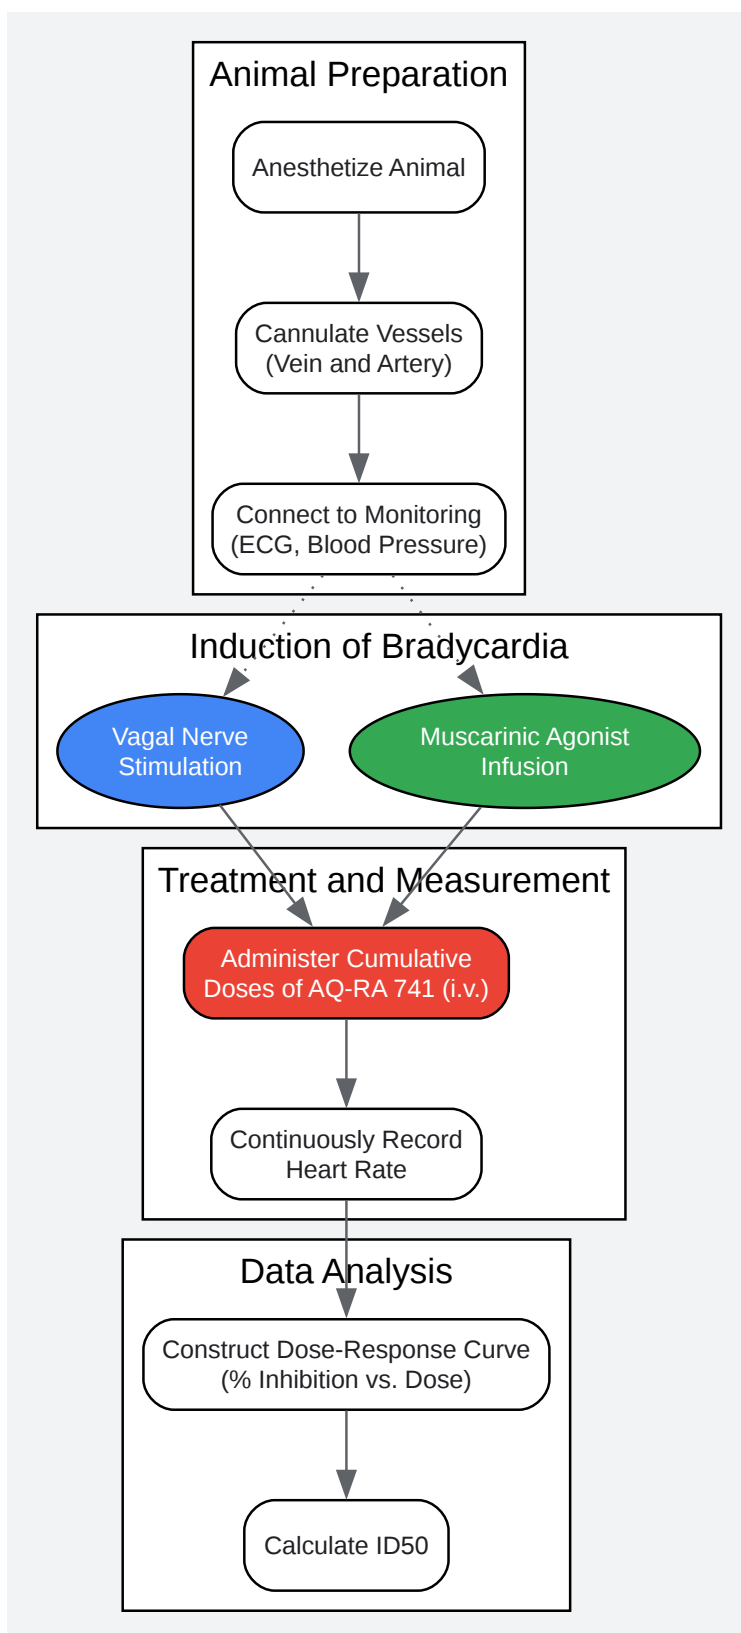 Animal Preparation
Anesthetize Animal
Cannulate Vessels
(Vein and Artery)
Connect to Monitoring
(ECG, Blood Pressure)
Induction of Bradycardia
Vagal Nerve
Stimulation
Muscarinic Agonist
Infusion
Treatment and Measurement
Administer Cumulative
Doses of AQ-RA 741 (i.v.)
Continuously Record
Heart Rate
Data Analysis
Construct Dose-Response Curve
(% Inhibition vs. Dose)
Calculate ID50